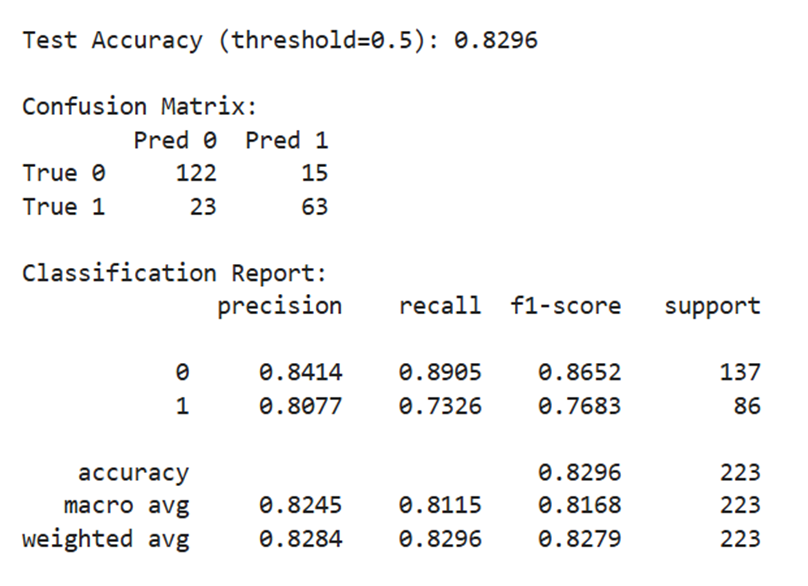 Test Accuracy (threshold=0.5): 0.8296
Confusion Matrix:
Pred 0 Pred 1
True 0 122 15
True 1 23 63
Classification Report:
precision recall f1-score support
0 0.8414 0.8905 0.8652 137
1 0.8077 0.7326 0.7683 86
accuracy 0.8296 223
macro avg 0.8245 0.8115 0.8168 223
weighted avg 0.8284 0.8296 0.8279 223